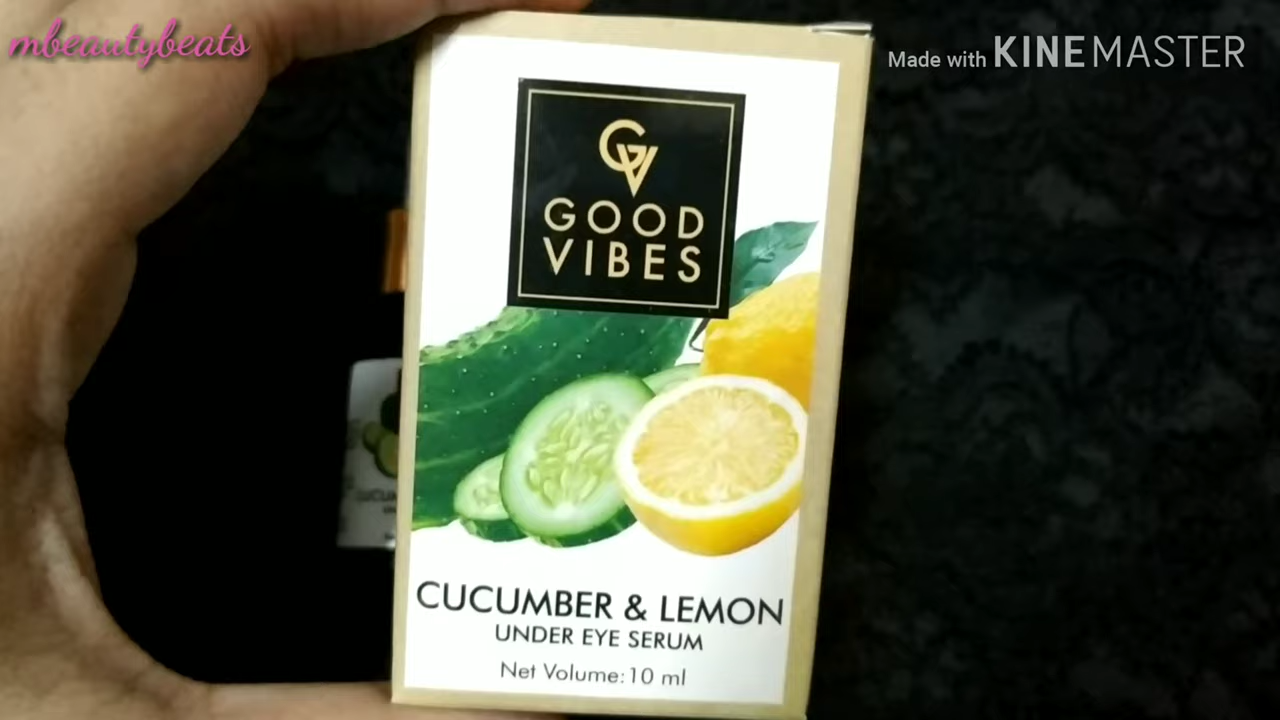 mbeautybeats
Made with KINEMASTER
GV
GOOD
VIBES
CUCUMBER & LEMON
UNDER EYE SERUM
Net Volume:10 ml